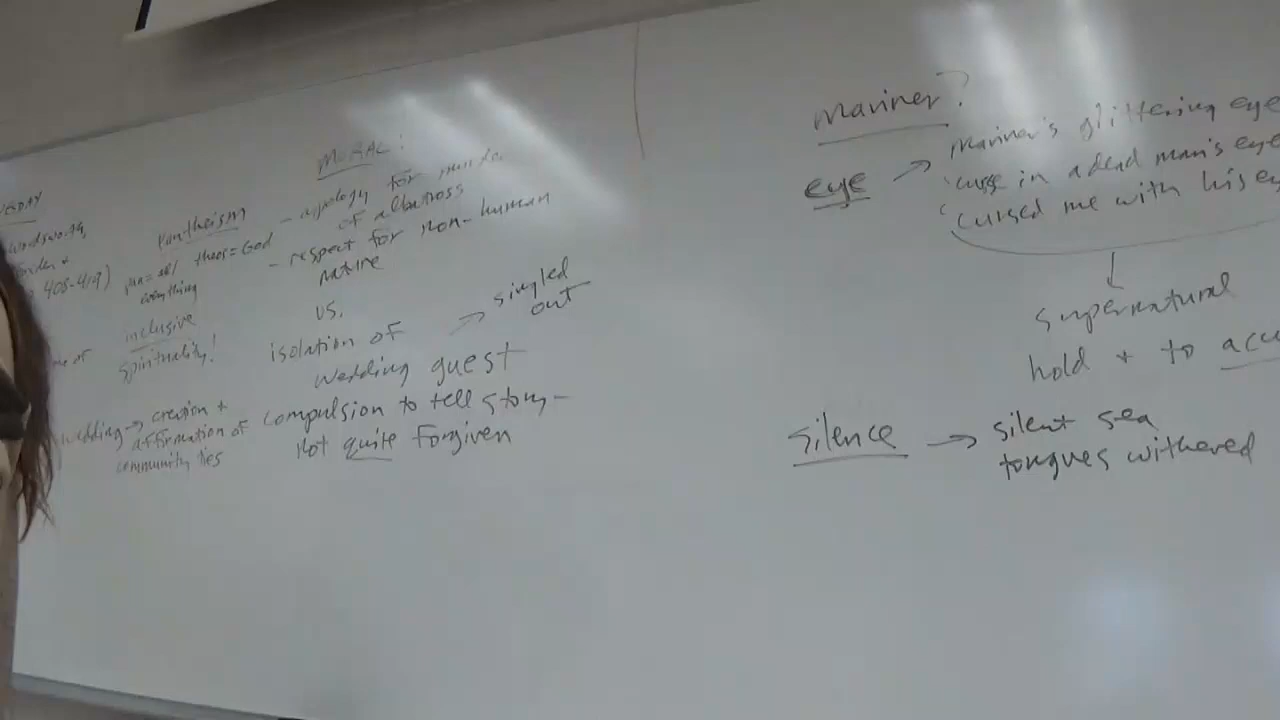 Wordsworth,
408-419)
Pantheism
pan = all theos = God
everything
inclusive
spirituality!
wedding → creation +
affirmation of
community ties
MORAL:
- apology for
of albatross
- respect for non-human
nature
vs.
isolation of
wedding guest
→ singled
out
compulsion to tell story -
not quite forgiven
Mariner?
eye → Mariner's glittering eye
'curse in a dead man's eye
'cursed me with his
supernatural
hold + to
silence → silent sea
tongues withered